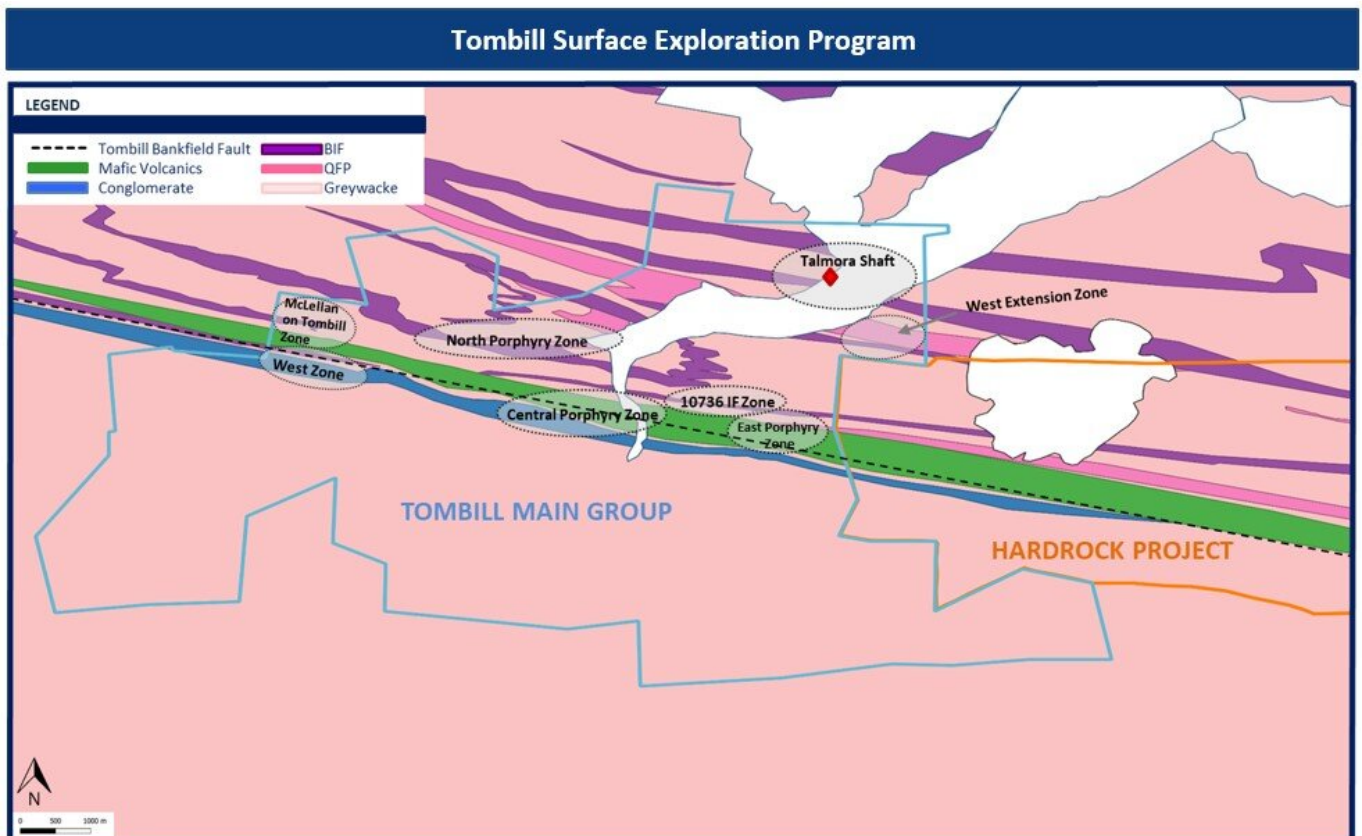 Tombill Surface Exploration Program
LEGEND
Tombill Bankfield Fault
BIF
Mafic Volcanics
QFP
Conglomerate
Greywacke
Talmora Shaft
West Extension Zone
McLellan
on Tombill
Zone
North Porphyry Zone
West Zone
10736 IF Zone
Central Porphyry Zone
East Porphyry
Zone
TOMBILL MAIN GROUP
HARDROCK PROJECT
N
0 500 1000 m